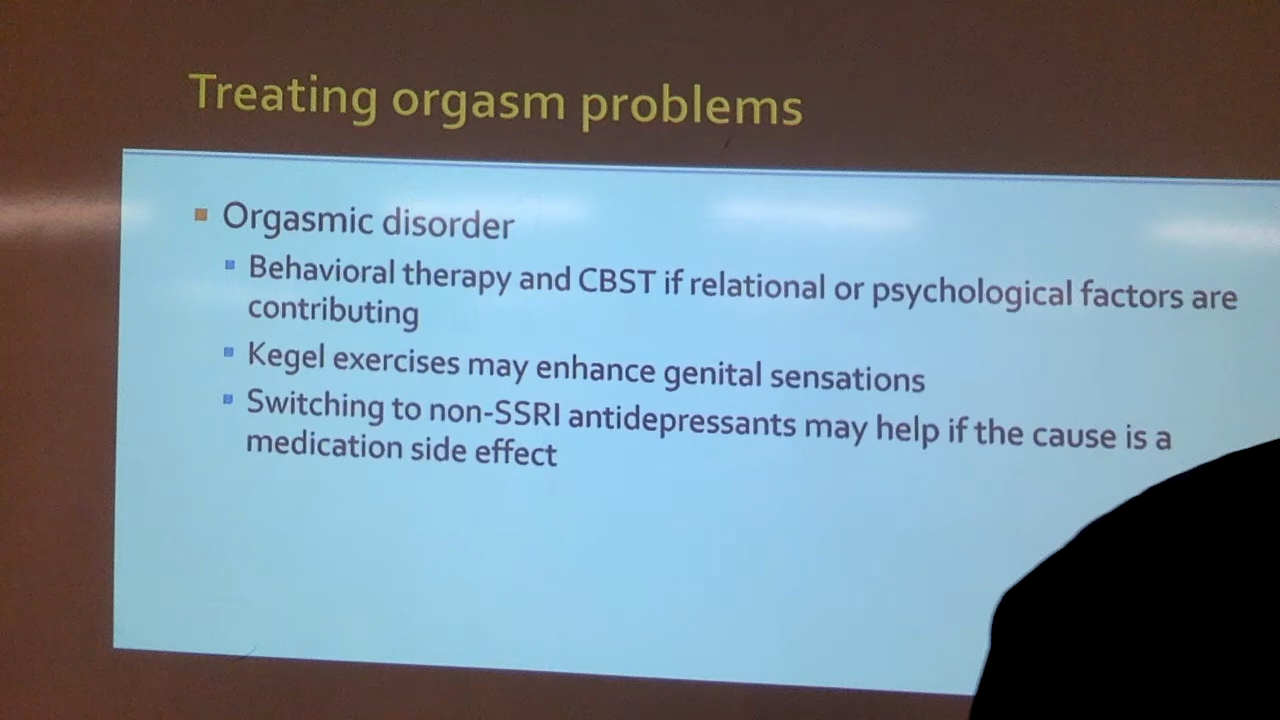 Treating orgasm problems
Orgasmic disorder
Behavioral therapy and CBST if relational or psychological factors are
contributing
Kegel exercises may enhance genital sensations
Switching to non-SSRI antidepressants may help if the cause is a
medication side effect